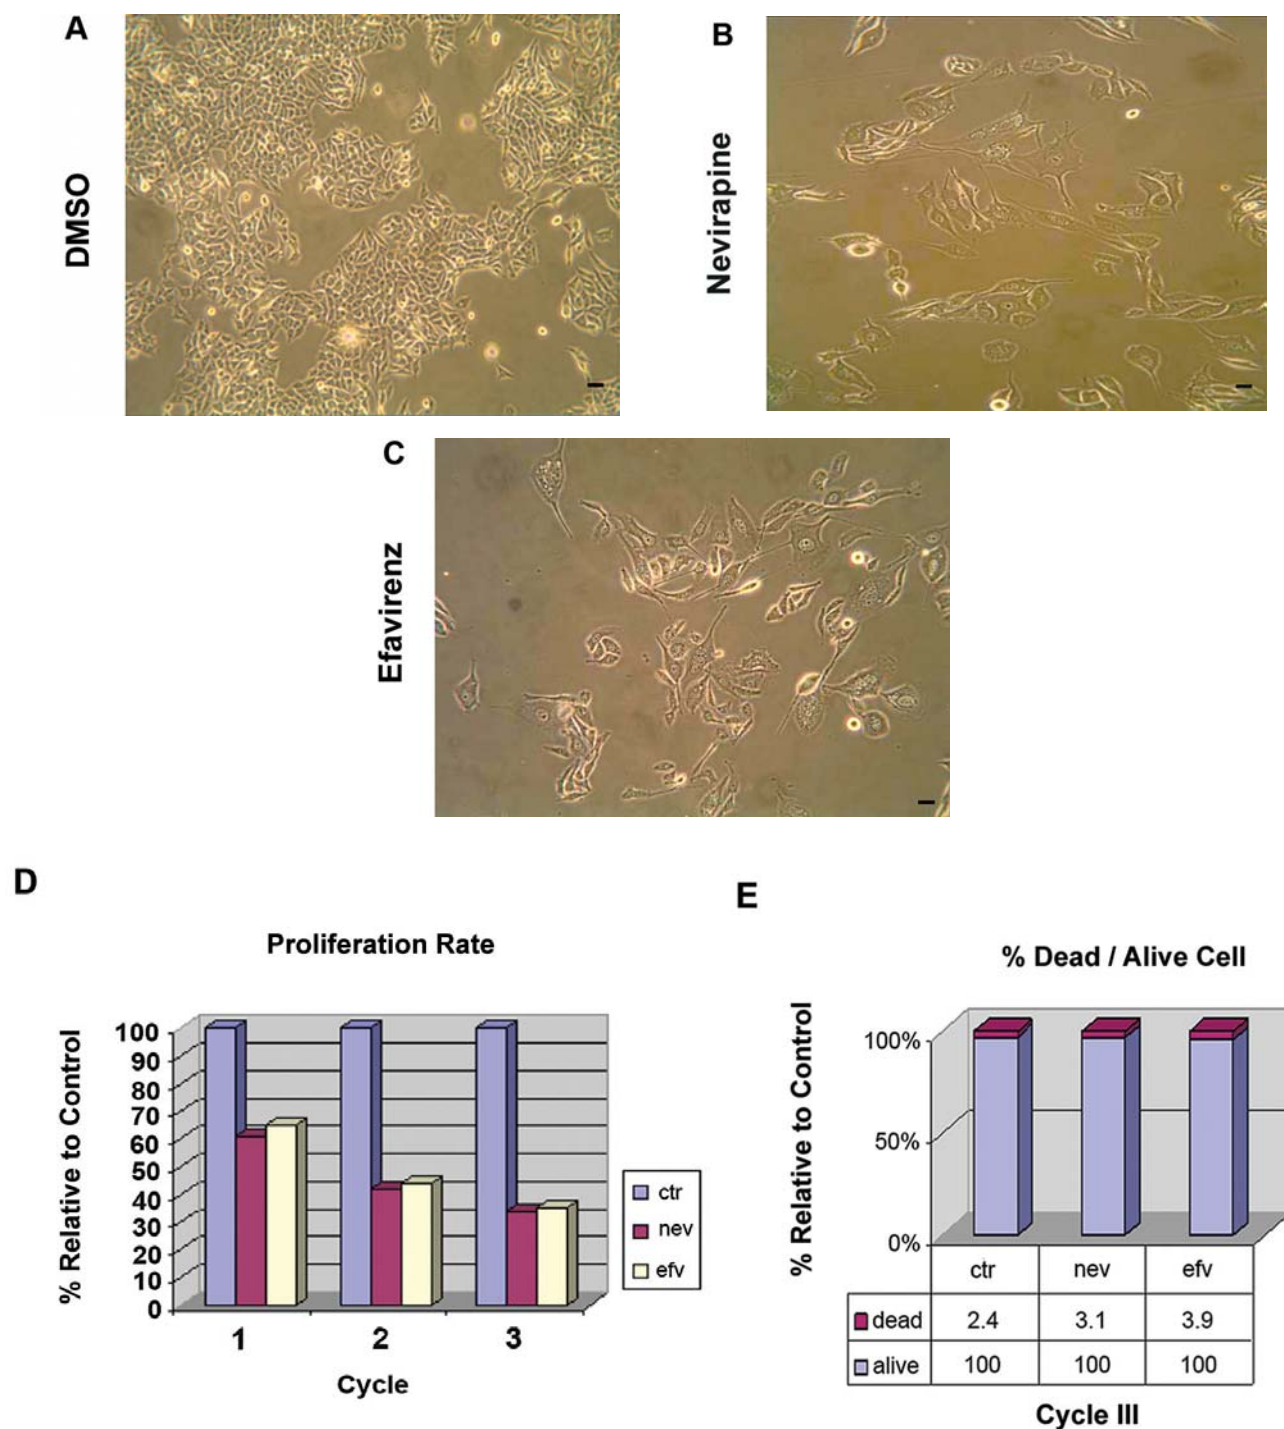 A
DMSO
B
Nevirapine
C
Efavirenz
D
Proliferation Rate
% Relative to Control
100
90
80
70
60
50
40
30
20
10
0
1 2 3
Cycle
ctr
nev
efv
E
% Dead / Alive Cell
% Relative to Control
100%
50%
0%
ctr nev efv
dead 2.4 3.1 3.9
alive 100 100 100
Cycle III